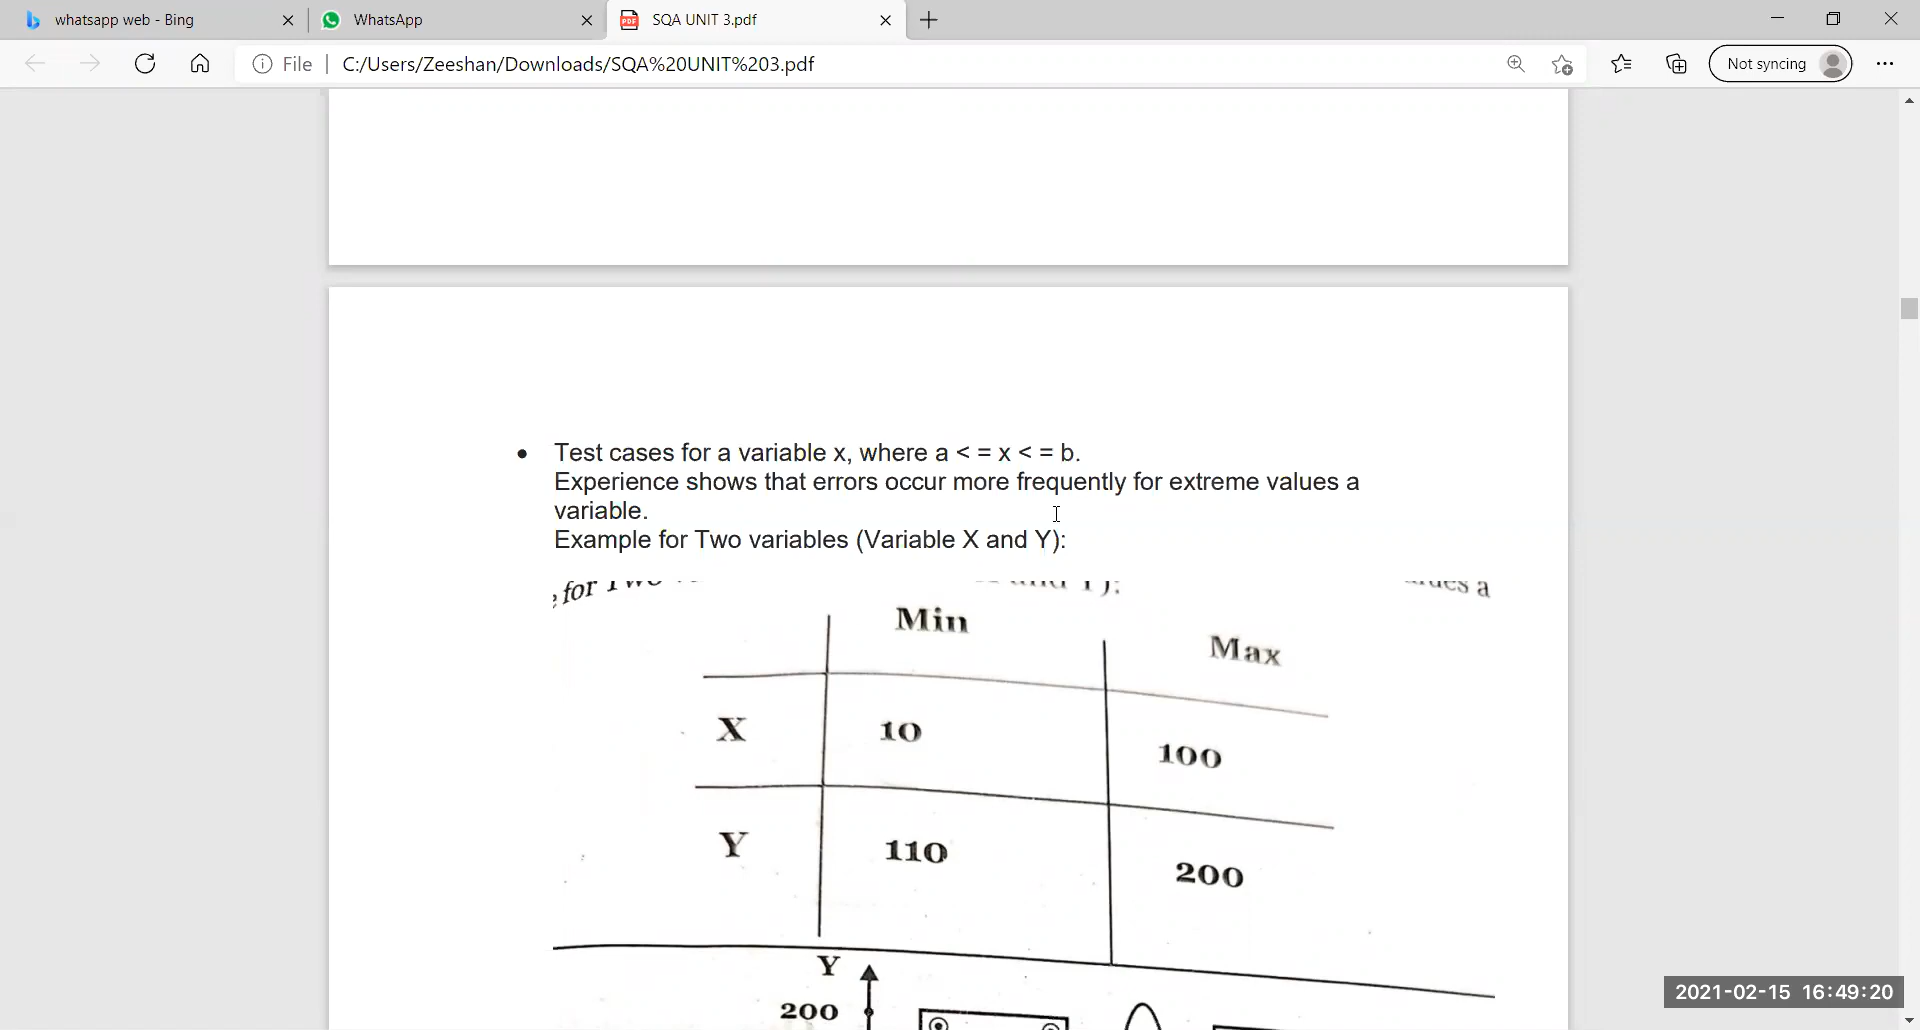 whatsapp web - Bing
WhatsApp
SQA UNIT 3.pdf
File
C:/Users/Zeeshan/Downloads/SQA%20UNIT%203.pdf
Not syncing
• Test cases for a variable x, where a < = x < = b.
Experience shows that errors occur more frequently for extreme values a
variable.
Example for Two variables (Variable X and Y):
for
a
Min Max
X 10 100
Y 110 200
Y
200
2021-02-15 16:49:20